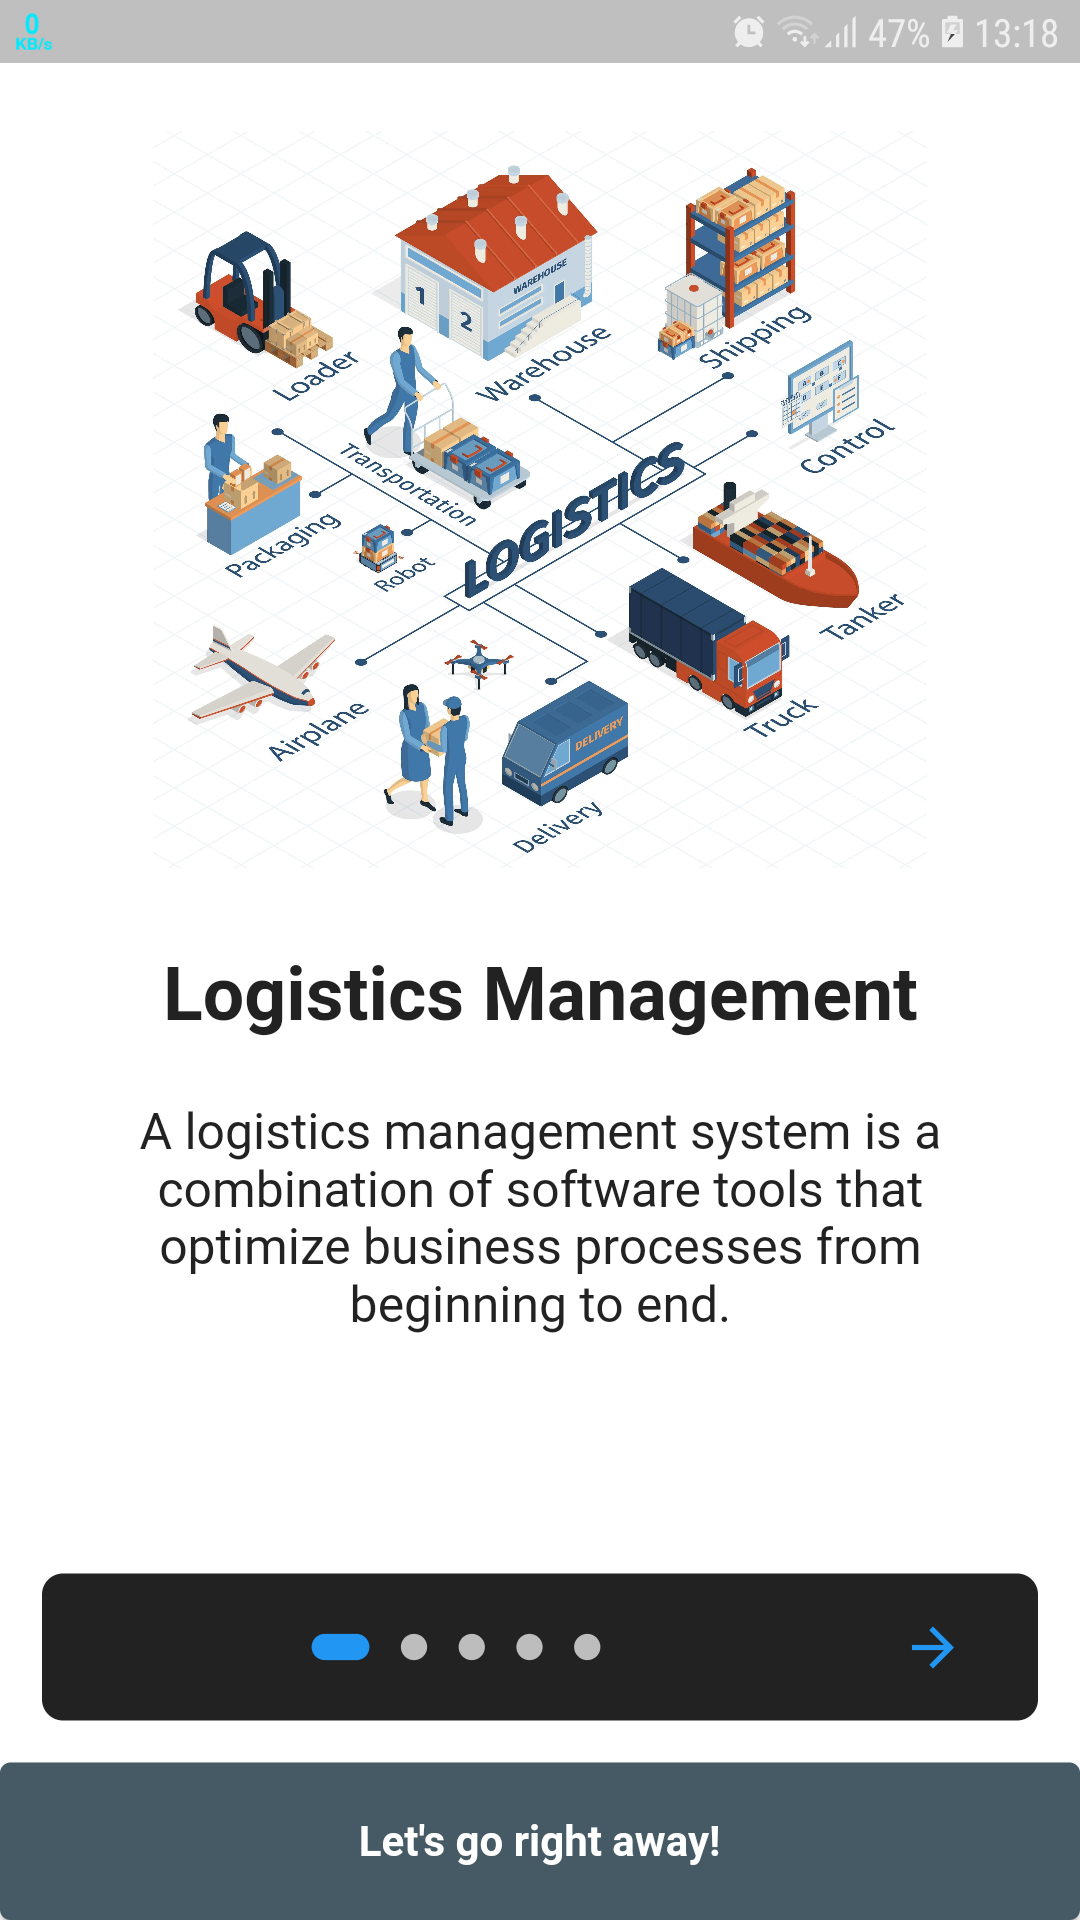 0
KB/s
47%
13:18
WAREHOUSE
1
2
Loader
Warehouse
Shipping
Control
Transportation
Packaging
Robot
LOGISTICS
Tanker
Airplane
Truck
DELIVERY
Delivery
Logistics Management
A logistics management system is a
combination of software tools that
optimize business processes from
beginning to end.
Let's go right away!